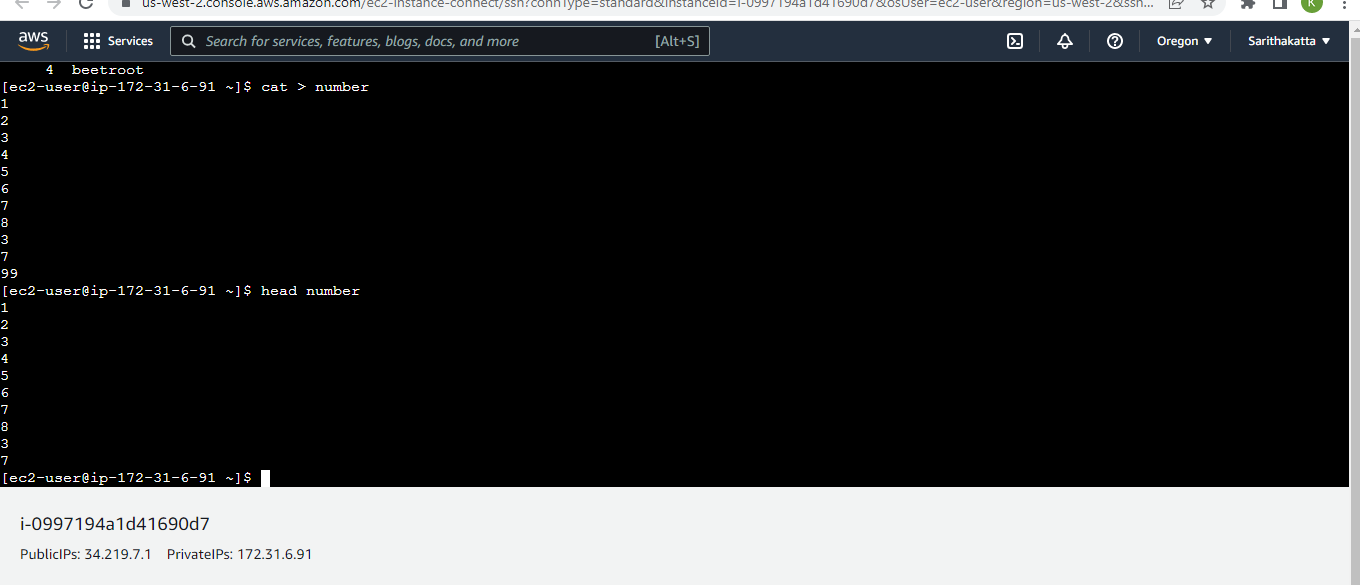 us-west-2.console.aws.amazon.com/ec2-instance-connect/ssh?connType=standard&instanceId=i-0997194a1d41690d7&osUser=ec2-user&region=us-west-2&ssh... K
aws Services Search for services, features, blogs, docs, and more [Alt+S] Oregon ▼ Sarithakatta ▼
4 beetroot
[ec2-user@ip-172-31-6-91 ~]$ cat > number
1
2
3
4
5
6
7
8
3
7
99
[ec2-user@ip-172-31-6-91 ~]$ head number
1
2
3
4
5
6
7
8
3
7
[ec2-user@ip-172-31-6-91 ~]$
i-0997194a1d41690d7
PublicIPs: 34.219.7.1 PrivateIPs: 172.31.6.91